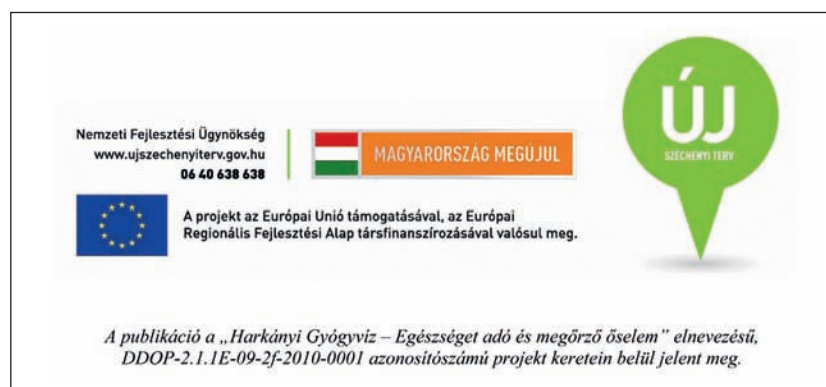 Nemzeti Fejlesztési Ügynökség
www.ujszechenyiterv.gov.hu
06 40 638 638
MAGYARORSZÁG MEGÚJUL
ÚJ
SZÉCHENYI TERV
A projekt az Európai Unió támogatásával, az Európai
Regionális Fejlesztési Alap társfinanszírozásával valósul meg.
A publikáció a „Harkányi Gyógyvíz – Egészséget adó és megőrző őselem” elnevezésű,
DDOP-2.1.1E-09-2f-2010-0001 azonosítószámú projekt keretein belül jelent meg.